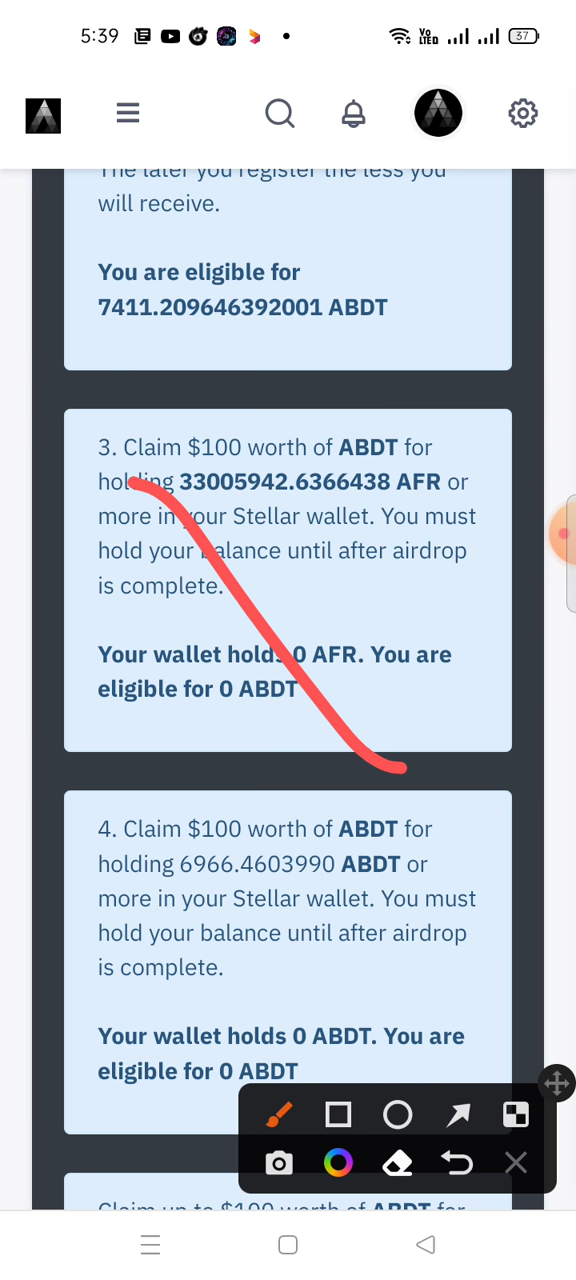 5:39
VO
LTED
37
The later you register the less you
will receive.
You are eligible for
7411.209646392001 ABDT
3. Claim $100 worth of ABDT for
holding 33005942.6366438 AFR or
more in your Stellar wallet. You must
hold your balance until after airdrop
is complete.
Your wallet holds 0 AFR. You are
eligible for 0 ABDT
4. Claim $100 worth of ABDT for
holding 6966.4603990 ABDT or
more in your Stellar wallet. You must
hold your balance until after airdrop
is complete.
Your wallet holds 0 ABDT. You are
eligible for 0 ABDT
Claim up to $100 worth of ABDT for